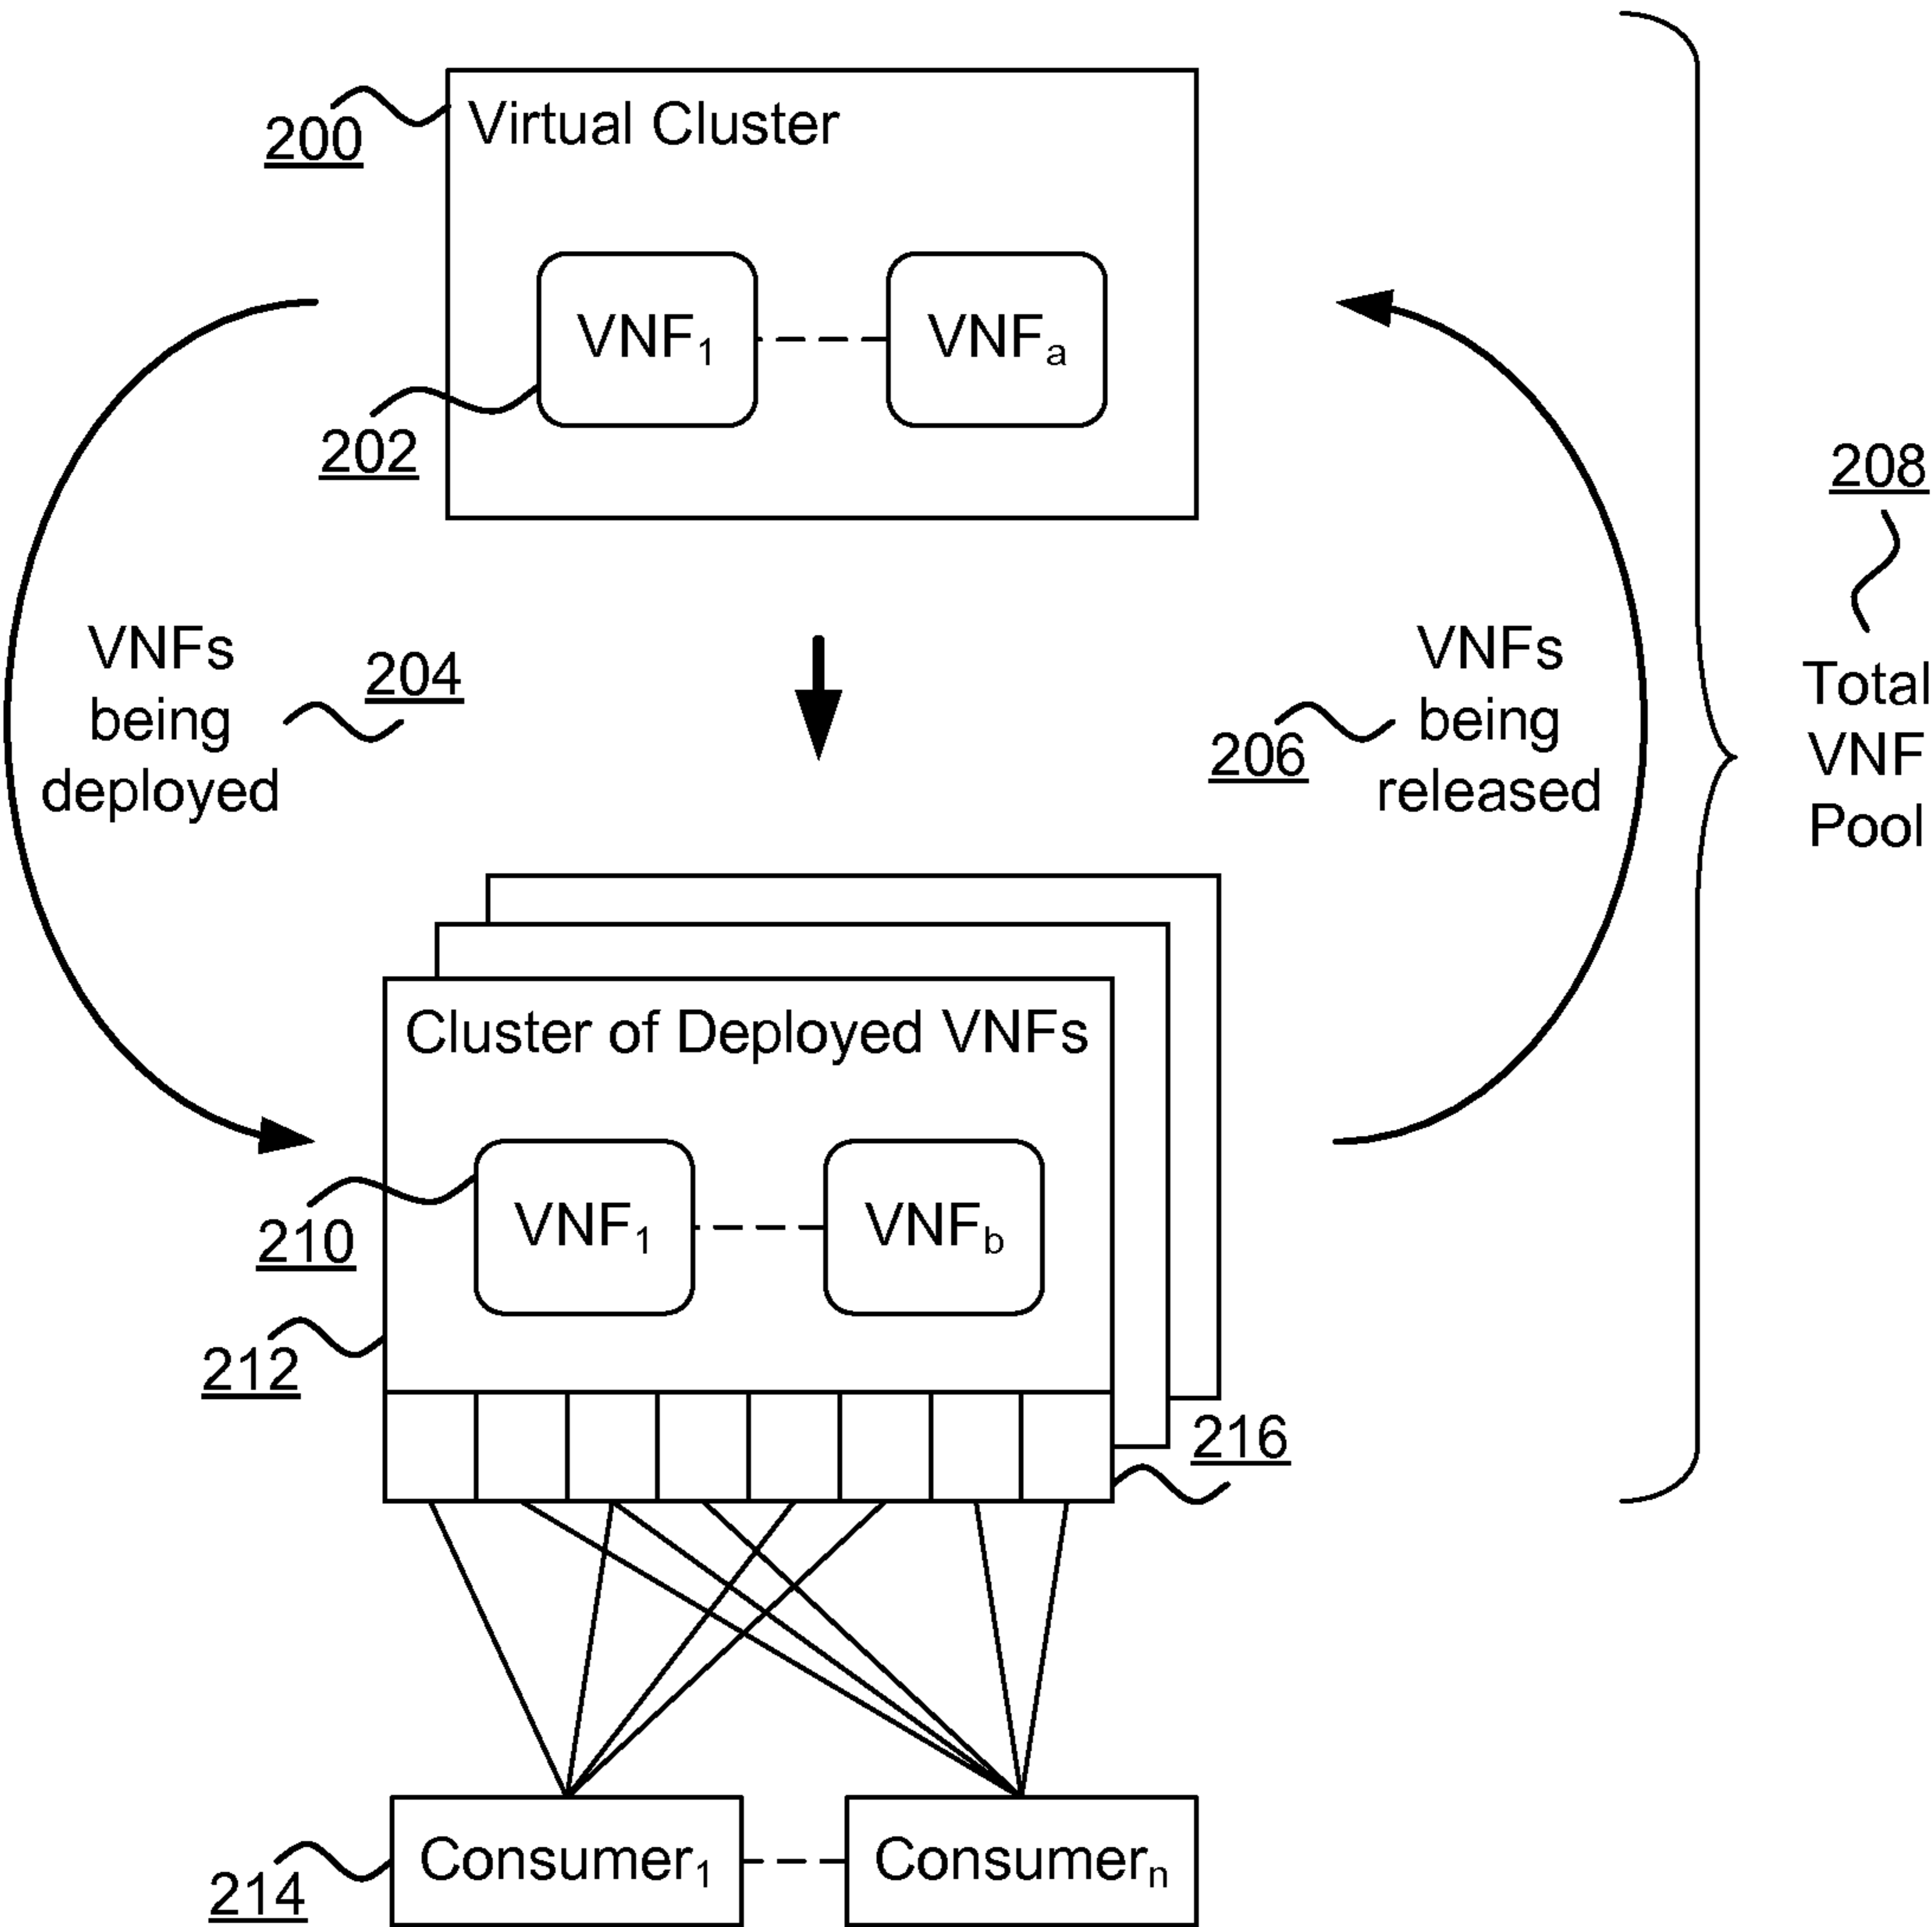 Virtual Cluster
200
VNF1
VNFa
202
208
VNFs
being
deployed
204
206
VNFs
being
released
Total
VNF
Pool
Cluster of Deployed VNFs
VNF1
VNFb
210
212
216
Consumer1
Consumern
214